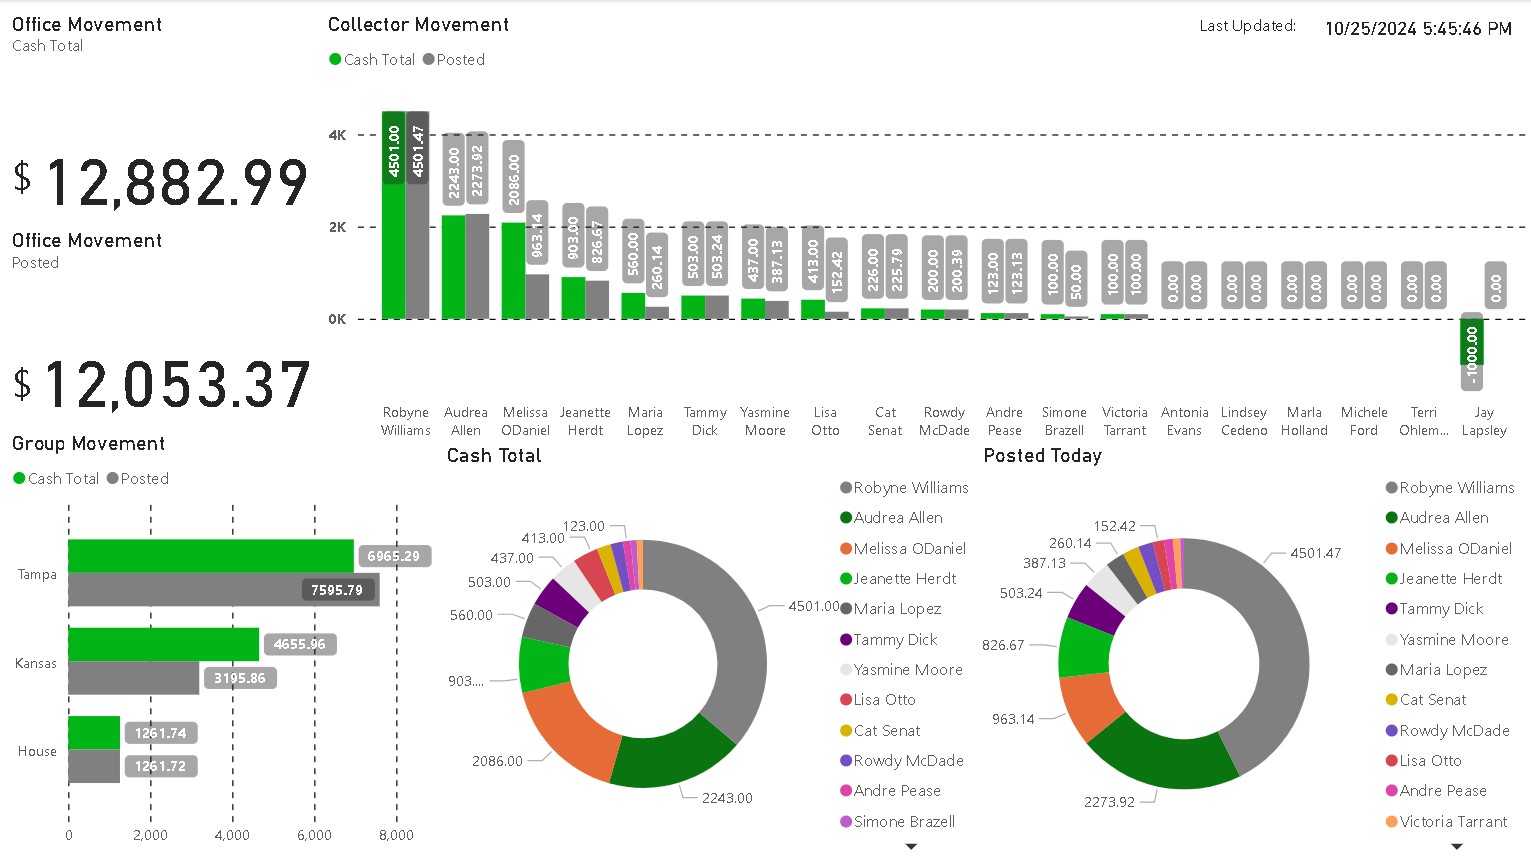 Office Movement
Cash Total
$ 12,882.99
Office Movement
Posted
$ 12,053.37
Collector Movement
Cash Total Posted
Last Updated: 10/25/2024 5:45:46 PM
4K
2K
0K
4501.00 4501.47
2243.00 2273.92
2086.00 963.14
903.00 826.67
560.00 260.14
503.00 503.24
437.00 387.13
413.00 152.42
226.00 225.79
200.00 200.39
123.00 123.13
100.00 50.00
100.00 100.00
0.00 0.00
0.00 0.00
0.00 0.00
0.00 0.00
0.00 0.00
-1000.00 0.00
Robyne Williams
Audrea Allen
Melissa ODaniel
Jeanette Herdt
Maria Lopez
Tammy Dick
Yasmine Moore
Lisa Otto
Cat Senat
Rowdy McDade
Andre Pease
Simone Brazell
Victoria Tarrant
Antonia Evans
Lindsey Cedeno
Marla Holland
Michele Ford
Terri Ohlem...
Jay Lapsley
Group Movement
Cash Total Posted
Tampa
6965.29
7595.79
Kansas
4655.96
3195.86
House
1261.74
1261.72
0 2,000 4,000 6,000 8,000
Cash Total
123.00
413.00
437.00
503.00
560.00
903....
2086.00
2243.00
4501.00
Robyne Williams
Audrea Allen
Melissa ODaniel
Jeanette Herdt
Maria Lopez
Tammy Dick
Yasmine Moore
Lisa Otto
Cat Senat
Rowdy McDade
Andre Pease
Simone Brazell
Posted Today
152.42
260.14
387.13
503.24
826.67
963.14
2273.92
4501.47
Robyne Williams
Audrea Allen
Melissa ODaniel
Jeanette Herdt
Tammy Dick
Yasmine Moore
Maria Lopez
Cat Senat
Rowdy McDade
Lisa Otto
Andre Pease
Victoria Tarrant